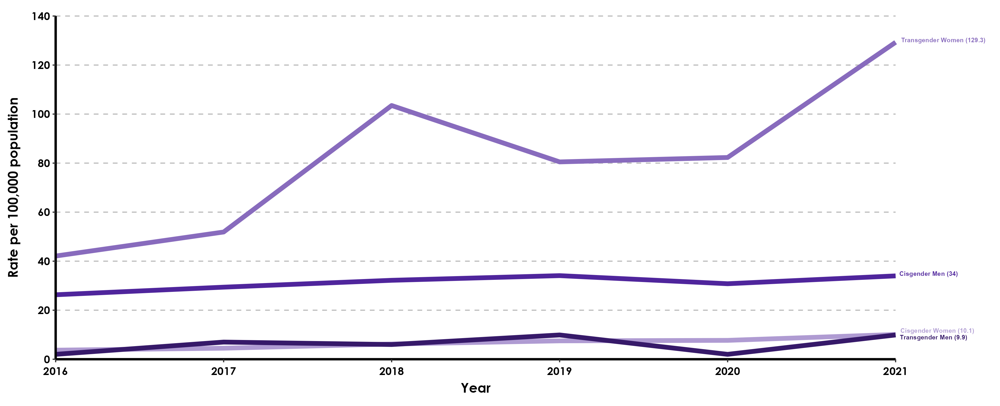 140
120
100
80
60
40
20
0
Rate per 100,000 population
Transgender Women (129.3)
Cisgender Men (34)
Cisgender Women (10.1)
Transgender Men (9.9)
2016 2017 2018 2019 2020 2021
Year